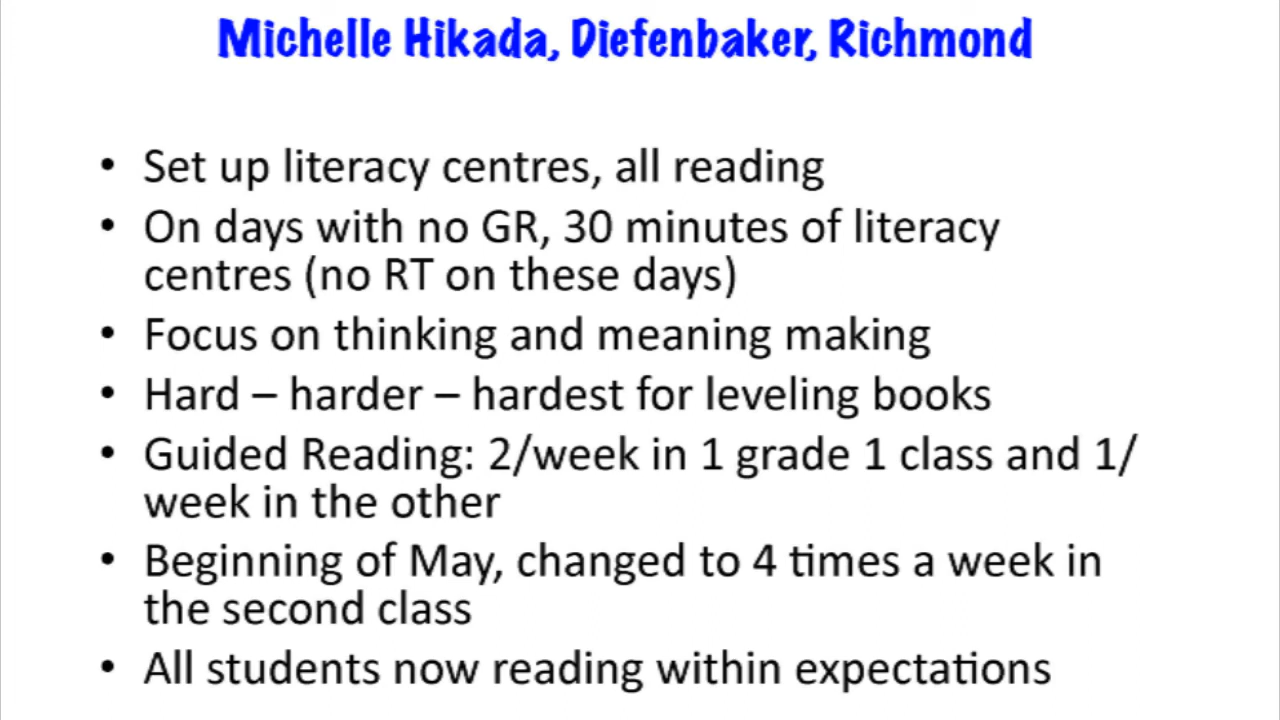 Michelle Hikada, Diefenbaker, Richmond
• Set up literacy centres, all reading
• On days with no GR, 30 minutes of literacy
centres (no RT on these days)
• Focus on thinking and meaning making
• Hard – harder – hardest for leveling books
• Guided Reading: 2/week in 1 grade 1 class and 1/
week in the other
• Beginning of May, changed to 4 times a week in
the second class
• All students now reading within expectations